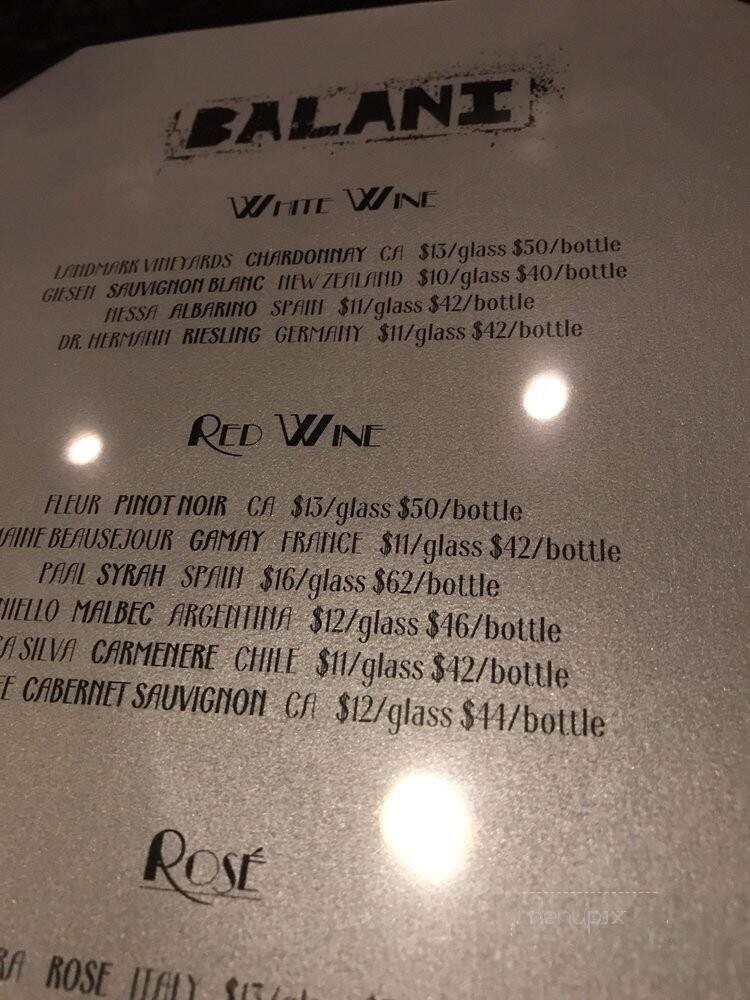 BALANI
WHITE WINE
LANDMARK VINEYARDS CHARDONNAY CA $13/glass $50/bottle
GIESEN SAUVIGNON BLANC NEW ZEALAND $10/glass $40/bottle
NESSA ALBARINO SPAIN $11/glass $42/bottle
DR. HERMANN RIESLING GERMANY $11/glass $42/bottle
RED WINE
FLEUR PINOT NOIR CA $13/glass $50/bottle
AINE BEAUSEJOUR GAMAY FRANCE $11/glass $42/bottle
PAAL SYRAH SPAIN $16/glass $62/bottle
NIELLO MALBEC ARGENTINA $12/glass $46/bottle
A SILVA CARMENERE CHILE $11/glass $42/bottle
E CABERNET SAUVIGNON CA $12/glass $44/bottle
ROSÉ
RA ROSE ITALY
menupix